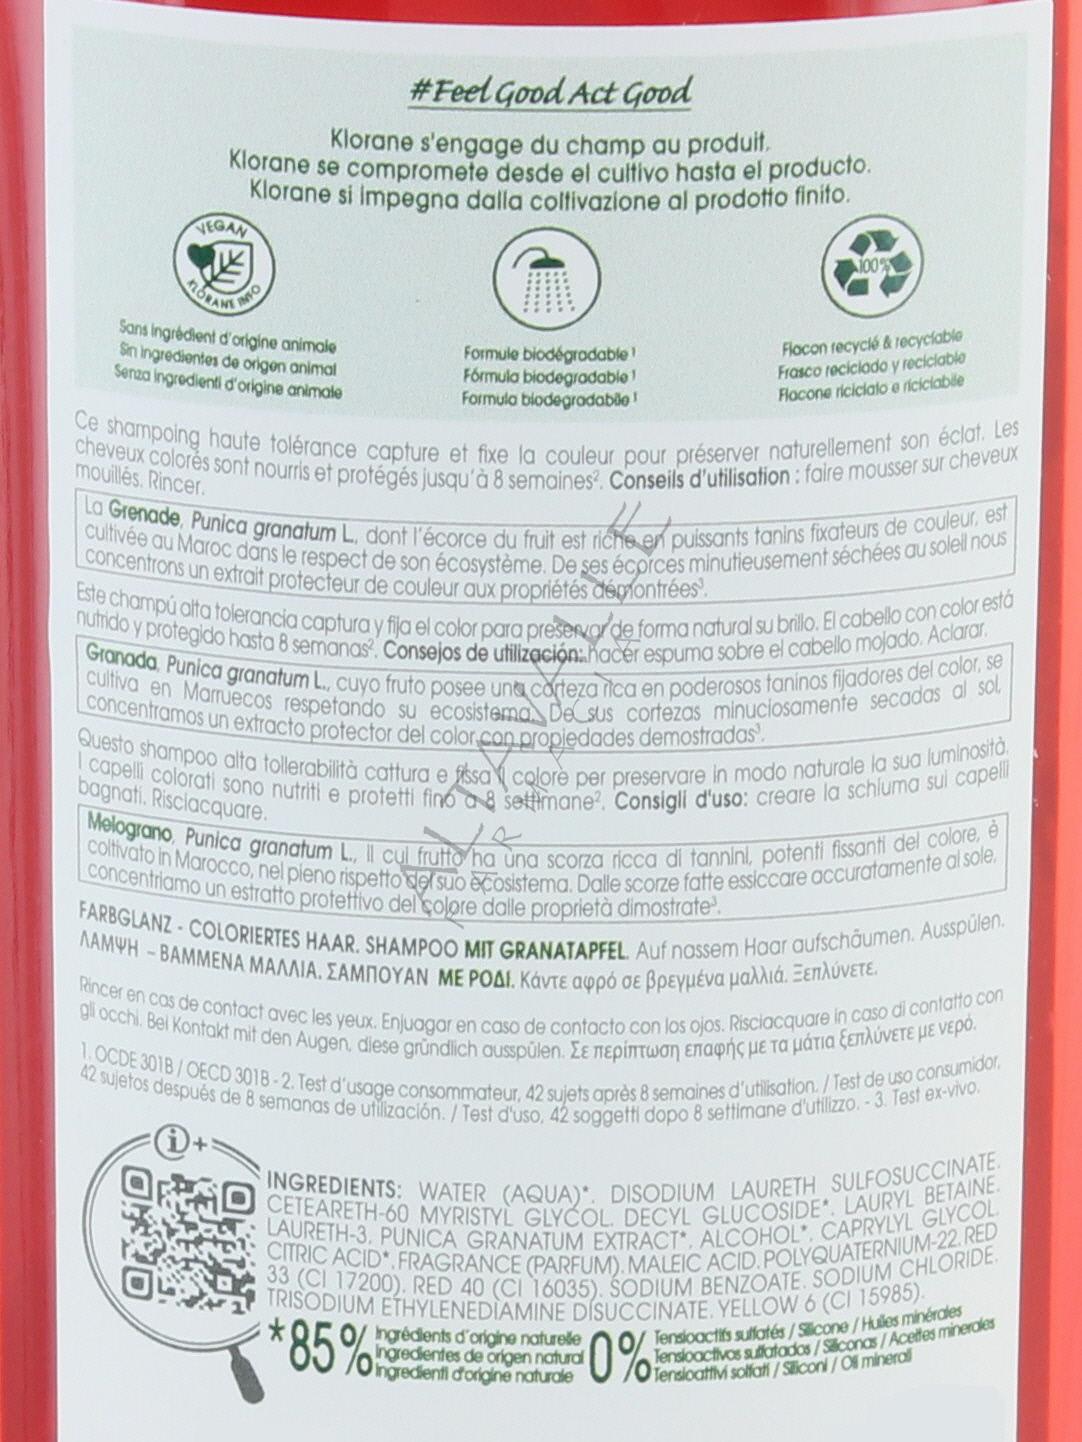 #Feel Good Act Good
Klorane s'engage du champ au produit.
Klorane se compromete desde el cultivo hasta el producto.
Klorane si impegna dalla coltivazione al prodotto finito.
VEGAN
KLORANE INFO
100%
Sans ingrédient d'origine animale
Sin ingredientes de origen animal
Senza ingredienti d'origine animale
Formule biodégradable¹
Fórmula biodegradable¹
Formula biodegradabile¹
Flacon recyclé & recyclable
Frasco reciclado y reciclable
Flacone riciclato e riciclabile
Ce shampoing haute tolérance capture et fixe la couleur pour préserver naturellement son éclat. Les
cheveux colorés sont nourris et protégés jusqu'à 8 semaines². Conseils d'utilisation : faire mousser sur cheveux
mouillés. Rincer.
La Grenade, Punica granatum L., dont l'écorce du fruit est riche en puissants tanins fixateurs de couleur, est
cultivée au Maroc dans le respect de son écosystème. De ses écorces minutieusement séchées au soleil nous
concentrons un extrait protecteur de couleur aux propriétés démontrées³.
Este champú alta tolerancia captura y fija el color para preservar de forma natural su brillo. El cabello con color está
nutrido y protegido hasta 8 semanas². Consejos de utilización: hacer espuma sobre el cabello mojado. Aclarar.
Granada, Punica granatum L., cuyo fruto posee una corteza rica en poderosos taninos fijadores del color, se
cultiva en Marruecos respetando su ecosistema. De sus cortezas minuciosamente secadas al sol,
concentramos un extracto protector del color con propiedades demostradas³.
Questo shampoo alta tollerabilità cattura e fissa il colore per preservare in modo naturale la sua luminosità.
I capelli colorati sono nutriti e protetti fino a 8 settimane². Consigli d'uso: creare la schiuma sui capelli
bagnati. Risciacquare.
Melograno, Punica granatum L., il cui frutto ha una scorza ricca di tannini, potenti fissanti del colore, è
coltivato in Marocco, nel pieno rispetto del suo ecosistema. Dalle scorze fatte essiccare accuratamente al sole,
concentriamo un estratto protettivo del colore dalle proprietà dimostrate³.
FARBGLANZ - COLORIERTES HAAR. SHAMPOO MIT GRANATAPFEL. Auf nassem Haar aufschäumen. Ausspülen.
ΛΑΜΨΗ – ΒΑΜΜΕΝΑ ΜΑΛΛΙΑ. ΣΑΜΠΟΥΑΝ ΜΕ ΡΟΔΙ. Κάντε αφρό σε βρεγμένα μαλλιά. Ξεπλύνετε.
Rincer en cas de contact avec les yeux. Enjuagar en caso de contacto con los ojos. Risciacquare in caso di contatto con
gli occhi. Bei Kontakt mit den Augen, diese gründlich ausspülen. Σε περίπτωση επαφής με τα μάτια ξεπλύνετε με νερό.
1. OCDE 301B / OECD 301B - 2. Test d'usage consommateur, 42 sujets après 8 semaines d'utilisation. / Test de uso consumidor,
42 sujetos después de 8 semanas de utilización. / Test d'uso, 42 soggetti dopo 8 settimane d'utilizzo. - 3. Test ex-vivo.
i+
INGREDIENTS: WATER (AQUA)*. DISODIUM LAURETH SULFOSUCCINATE.
CETEARETH-60 MYRISTYL GLYCOL. DECYL GLUCOSIDE*. LAURYL BETAINE.
LAURETH-3. PUNICA GRANATUM EXTRACT*. ALCOHOL*. CAPRYLYL GLYCOL.
CITRIC ACID*. FRAGRANCE (PARFUM). MALEIC ACID. POLYQUATERNIUM-22. RED
33 (CI 17200). RED 40 (CI 16035). SODIUM BENZOATE. SODIUM CHLORIDE.
TRISODIUM ETHYLENEDIAMINE DISUCCINATE. YELLOW 6 (CI 15985).
*85% Ingrédients d'origine naturelle
Ingredientes de origen natural
Ingredienti d'origine naturale
0% Tensioactifs sulfatés / Silicone / Huiles minérales
Tensioactivos sulfatados / Siliconas / Aceites minerales
Tensioattivi solfati / Siliconi / Oli minerali
ALTAVALLE
FARMACIA